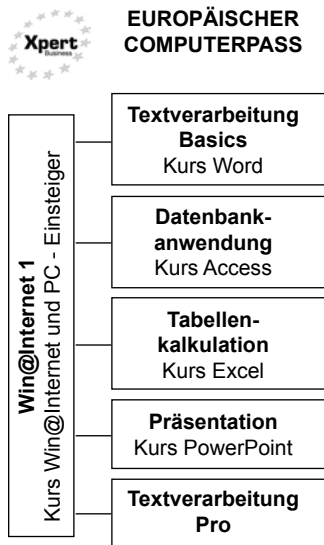 Xpert
Business
EUROPÄISCHER
COMPUTERPASS
Win@Internet 1
Kurs Win@Internet und PC - Einsteiger
Textverarbeitung
Basics
Kurs Word
Datenbank-
anwendung
Kurs Access
Tabellen-
kalkulation
Kurs Excel
Präsentation
Kurs PowerPoint
Textverarbeitung
Pro